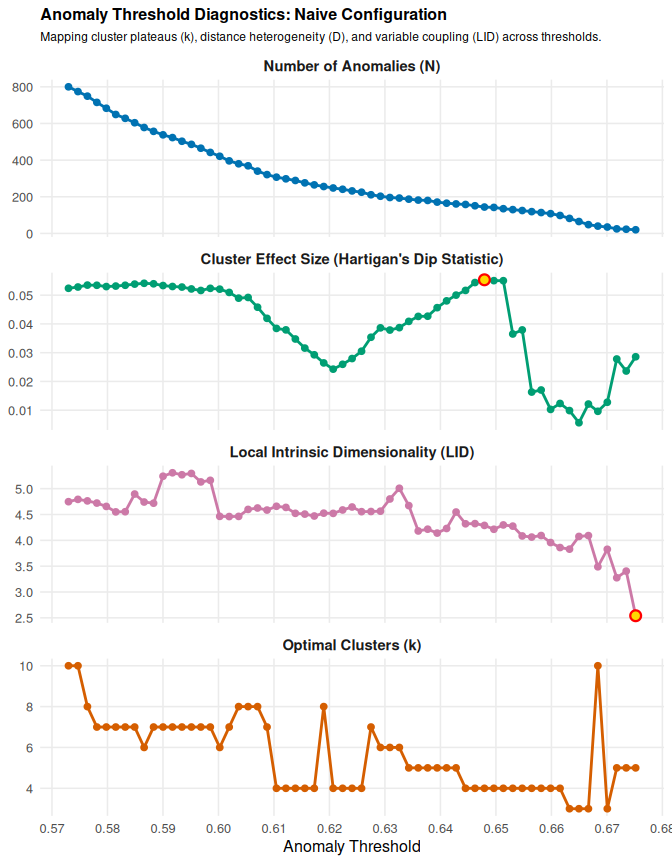 Anomaly Threshold Diagnostics: Naive Configuration
Mapping cluster plateaus (k), distance heterogeneity (D), and variable coupling (LID) across thresholds.
Number of Anomalies (N)
800
600
400
200
0
Cluster Effect Size (Hartigan's Dip Statistic)
0.05
0.04
0.03
0.02
0.01
Local Intrinsic Dimensionality (LID)
5.0
4.5
4.0
3.5
3.0
2.5
Optimal Clusters (k)
10
8
6
4
0.57 0.58 0.59 0.60 0.61 0.62 0.63 0.64 0.65 0.66 0.67 0.68
Anomaly Threshold